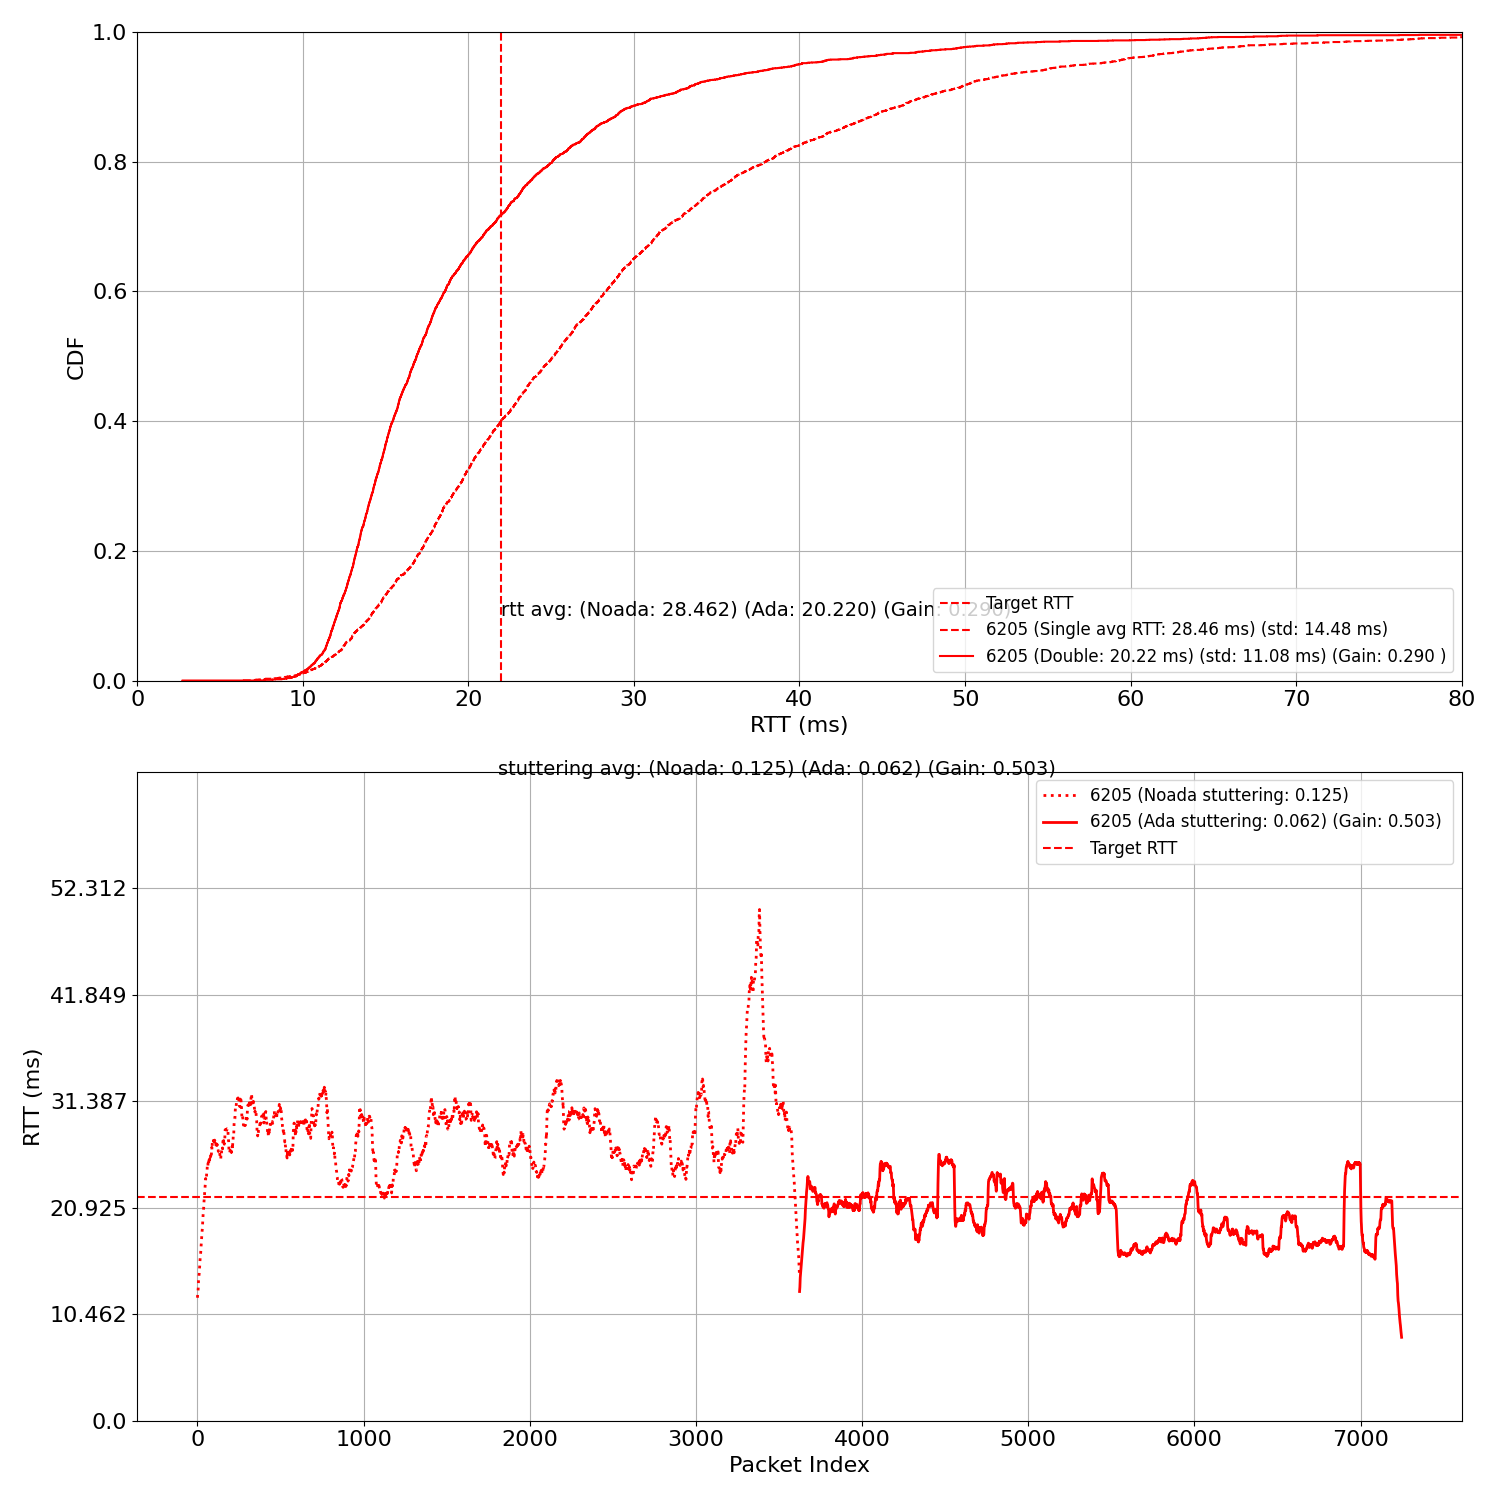 1.0
0.8
0.6
0.4
0.2
0.0
CDF
rtt avg: (Noada: 28.462) (Ada: 20.220) (Gain: 0.290)
Target RTT
6205 (Single avg RTT: 28.46 ms) (std: 14.48 ms)
6205 (Double: 20.22 ms) (std: 11.08 ms) (Gain: 0.290 )
0 10 20 30 40 50 60 70 80
RTT (ms)
stuttering avg: (Noada: 0.125) (Ada: 0.062) (Gain: 0.503)
6205 (Noada stuttering: 0.125)
6205 (Ada stuttering: 0.062) (Gain: 0.503)
Target RTT
52.312
41.849
31.387
20.925
10.462
0.0
RTT (ms)
0 1000 2000 3000 4000 5000 6000 7000
Packet Index